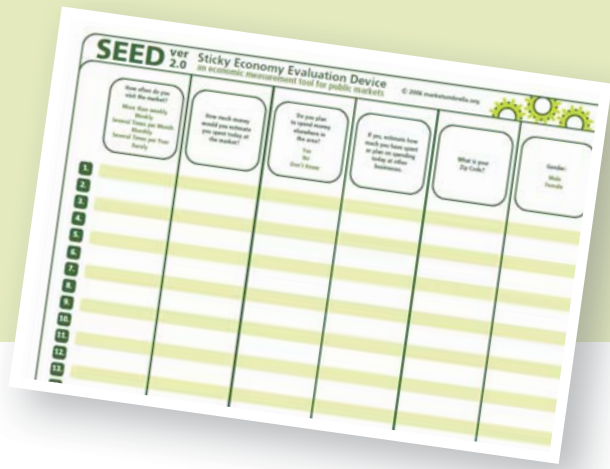 SEED ver 2.0
Sticky Economy Evaluation Device
an economic measurement tool for public markets
© 2006 marketumbrella.org
How often do you
visit the market?
More than weekly
Weekly
Several Times per Month
Monthly
Several Times per Year
Rarely
How much money
would you estimate
you spent today at
the market?
Do you plan
to spend money
elsewhere in
the area?
Yes
No
Don't Know
If yes, estimate how
much you have spent
or plan on spending
today at other
businesses.
What is your
Zip Code?
Gender:
Male
Female
1.
2.
3.
4.
5.
6.
7.
8.
9.
10.
11.
12.
13.